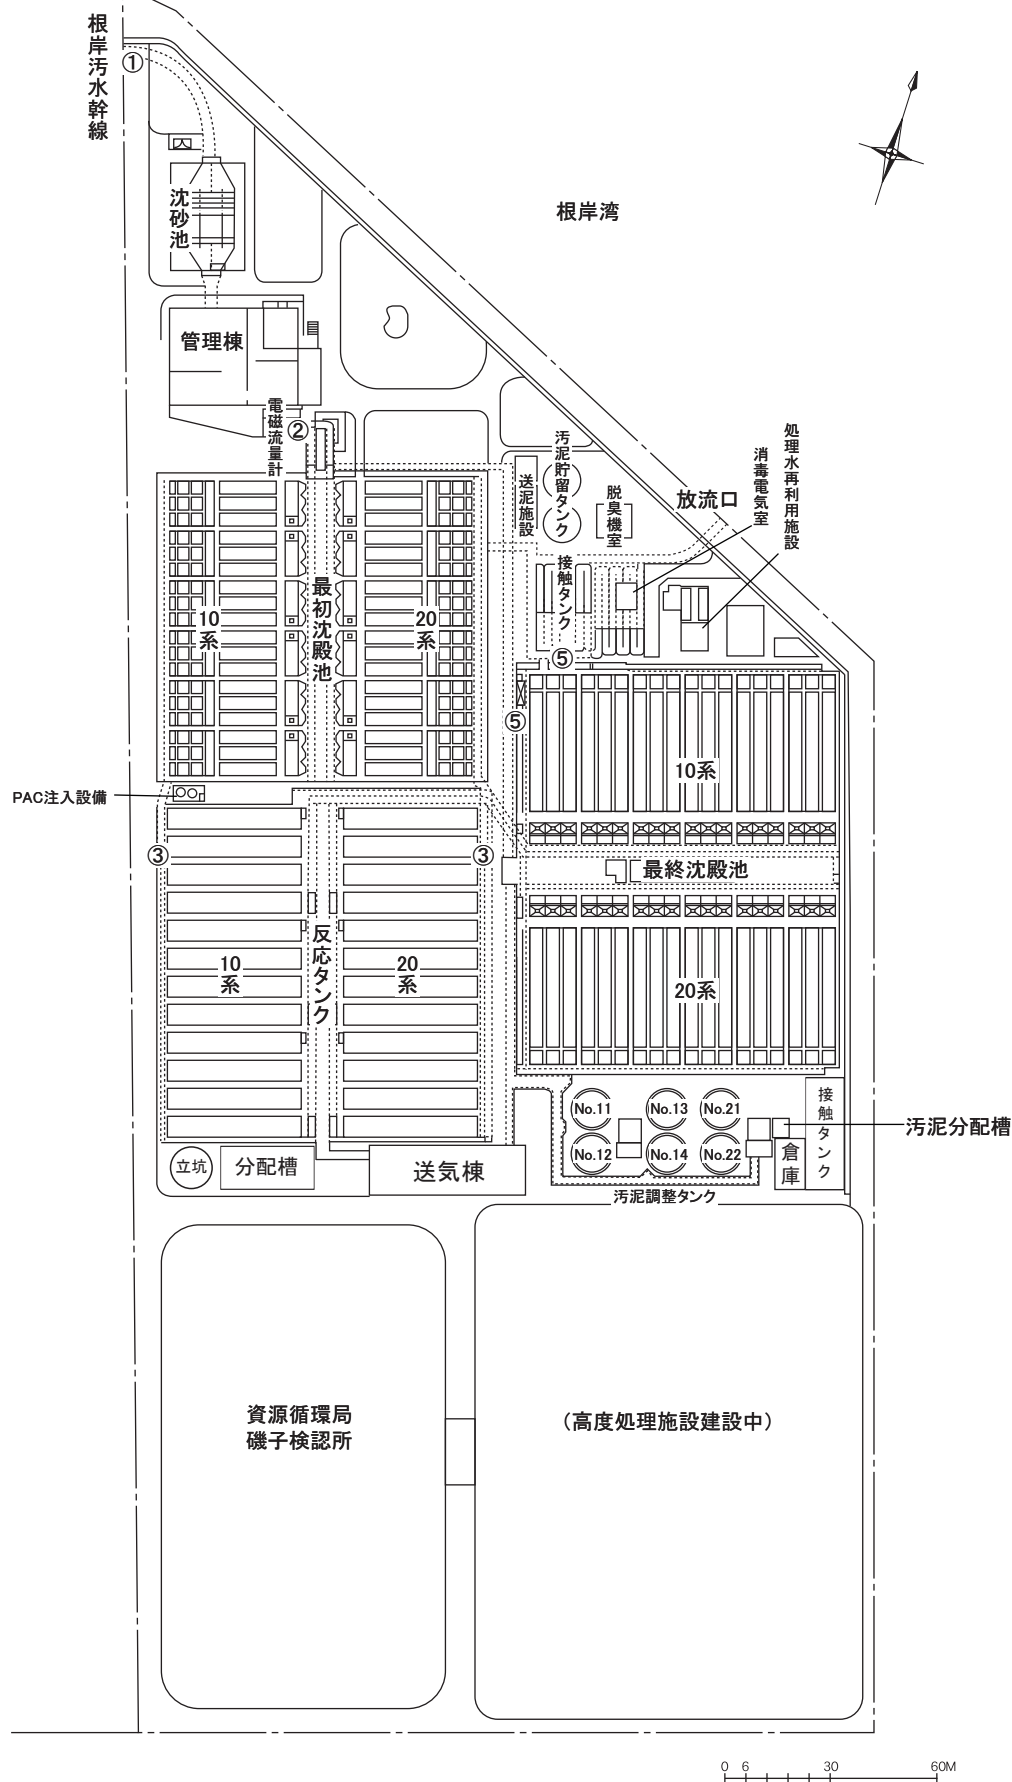 根岸汚水幹線
①
沈砂池
根岸湾
管理棟
電磁流量計
②
汚泥貯留タンク
送泥施設
脱臭機室
放流口
消毒電気室
処理水再利用施設
接触タンク
⑤
10系
最初沈殿池
20系
⑤
10系
PAC注入設備
③
③
最終沈殿池
反応タンク
10系
20系
20系
No.11
No.13
No.21
No.12
No.14
No.22
接触タンク
汚泥分配槽
倉庫
立坑
分配槽
送気棟
汚泥調整タンク
資源循環局
磯子検認所
(高度処理施設建設中)
0 6 30 60M